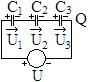 C₁ C₂ C₃
Q
U₁ U₂ U₃
U